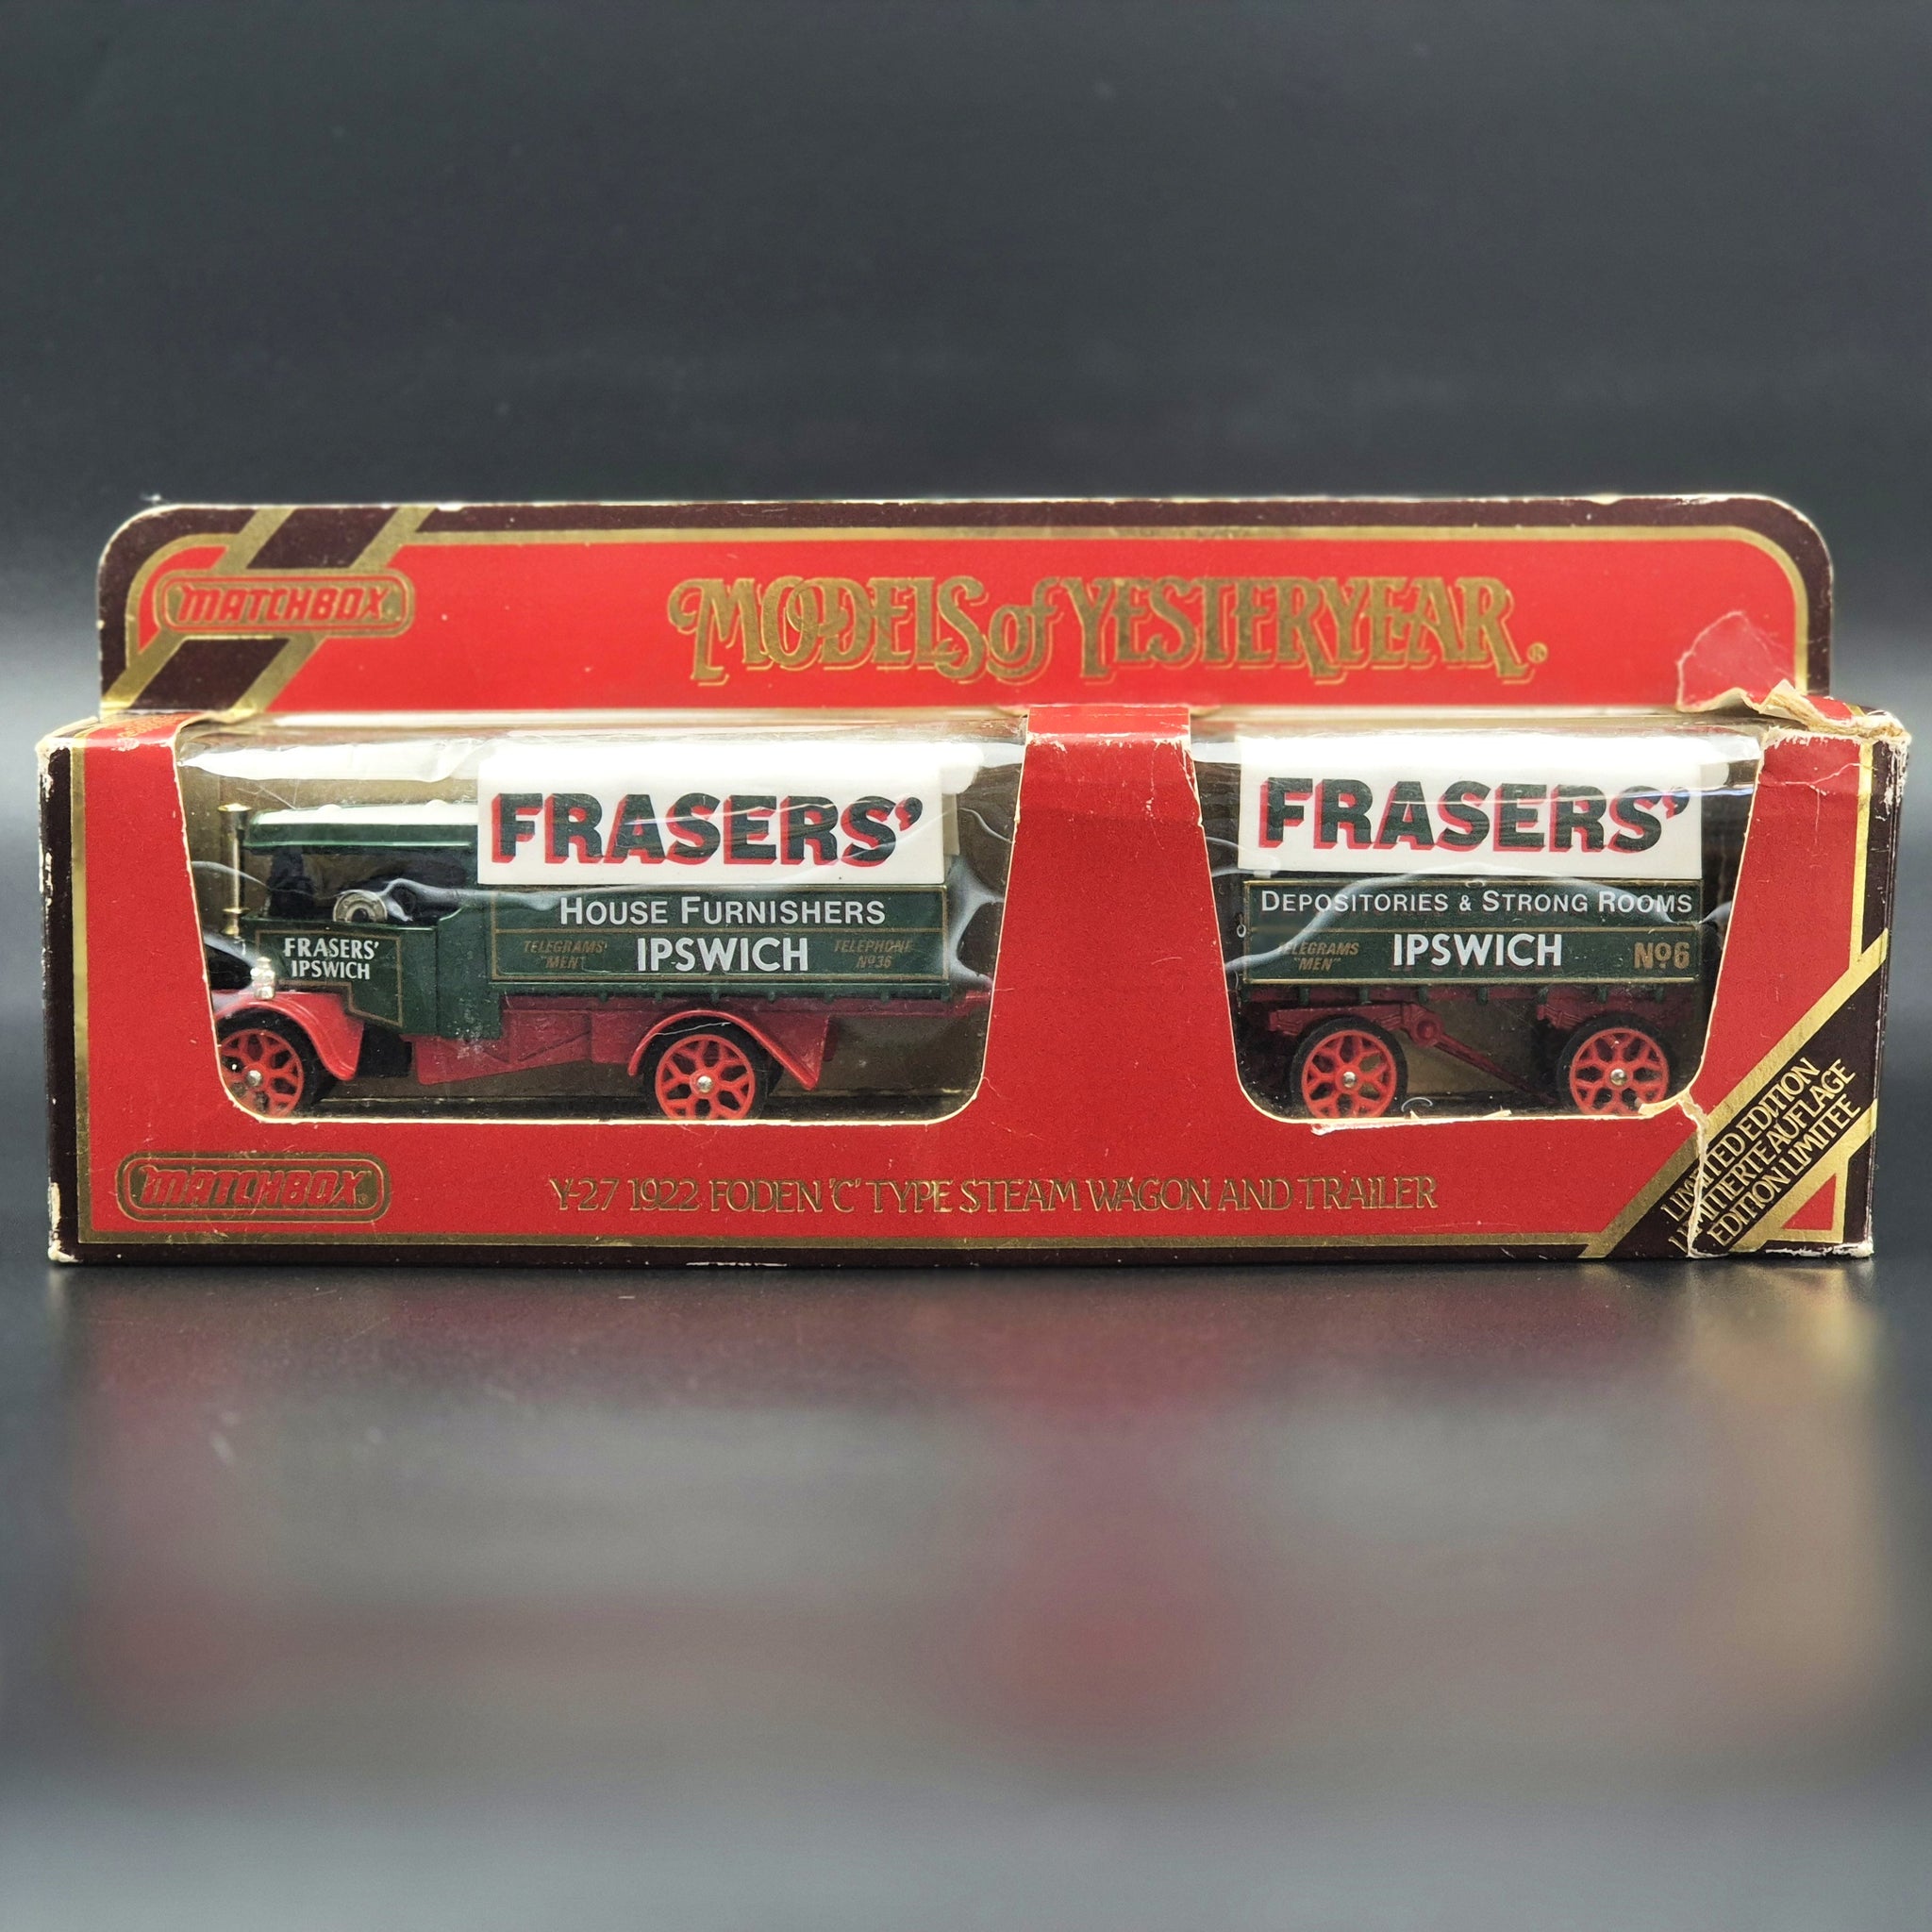 MATCHBOX
MODELS of YESTERYEAR®
FRASERS'
HOUSE FURNISHERS
TELEGRAMS "MEN"
IPSWICH
TELEPHONE Nº36
FRASERS'
IPSWICH
FRASERS'
DEPOSITORIES & STRONG ROOMS
TELEGRAMS "MEN"
IPSWICH
Nº6
MATCHBOX®
Y-27 1922 FODEN 'C' TYPE STEAM WAGON AND TRAILER
LIMITED EDITION
LIMITIERTE AUFLAGE
EDITION LIMITEE